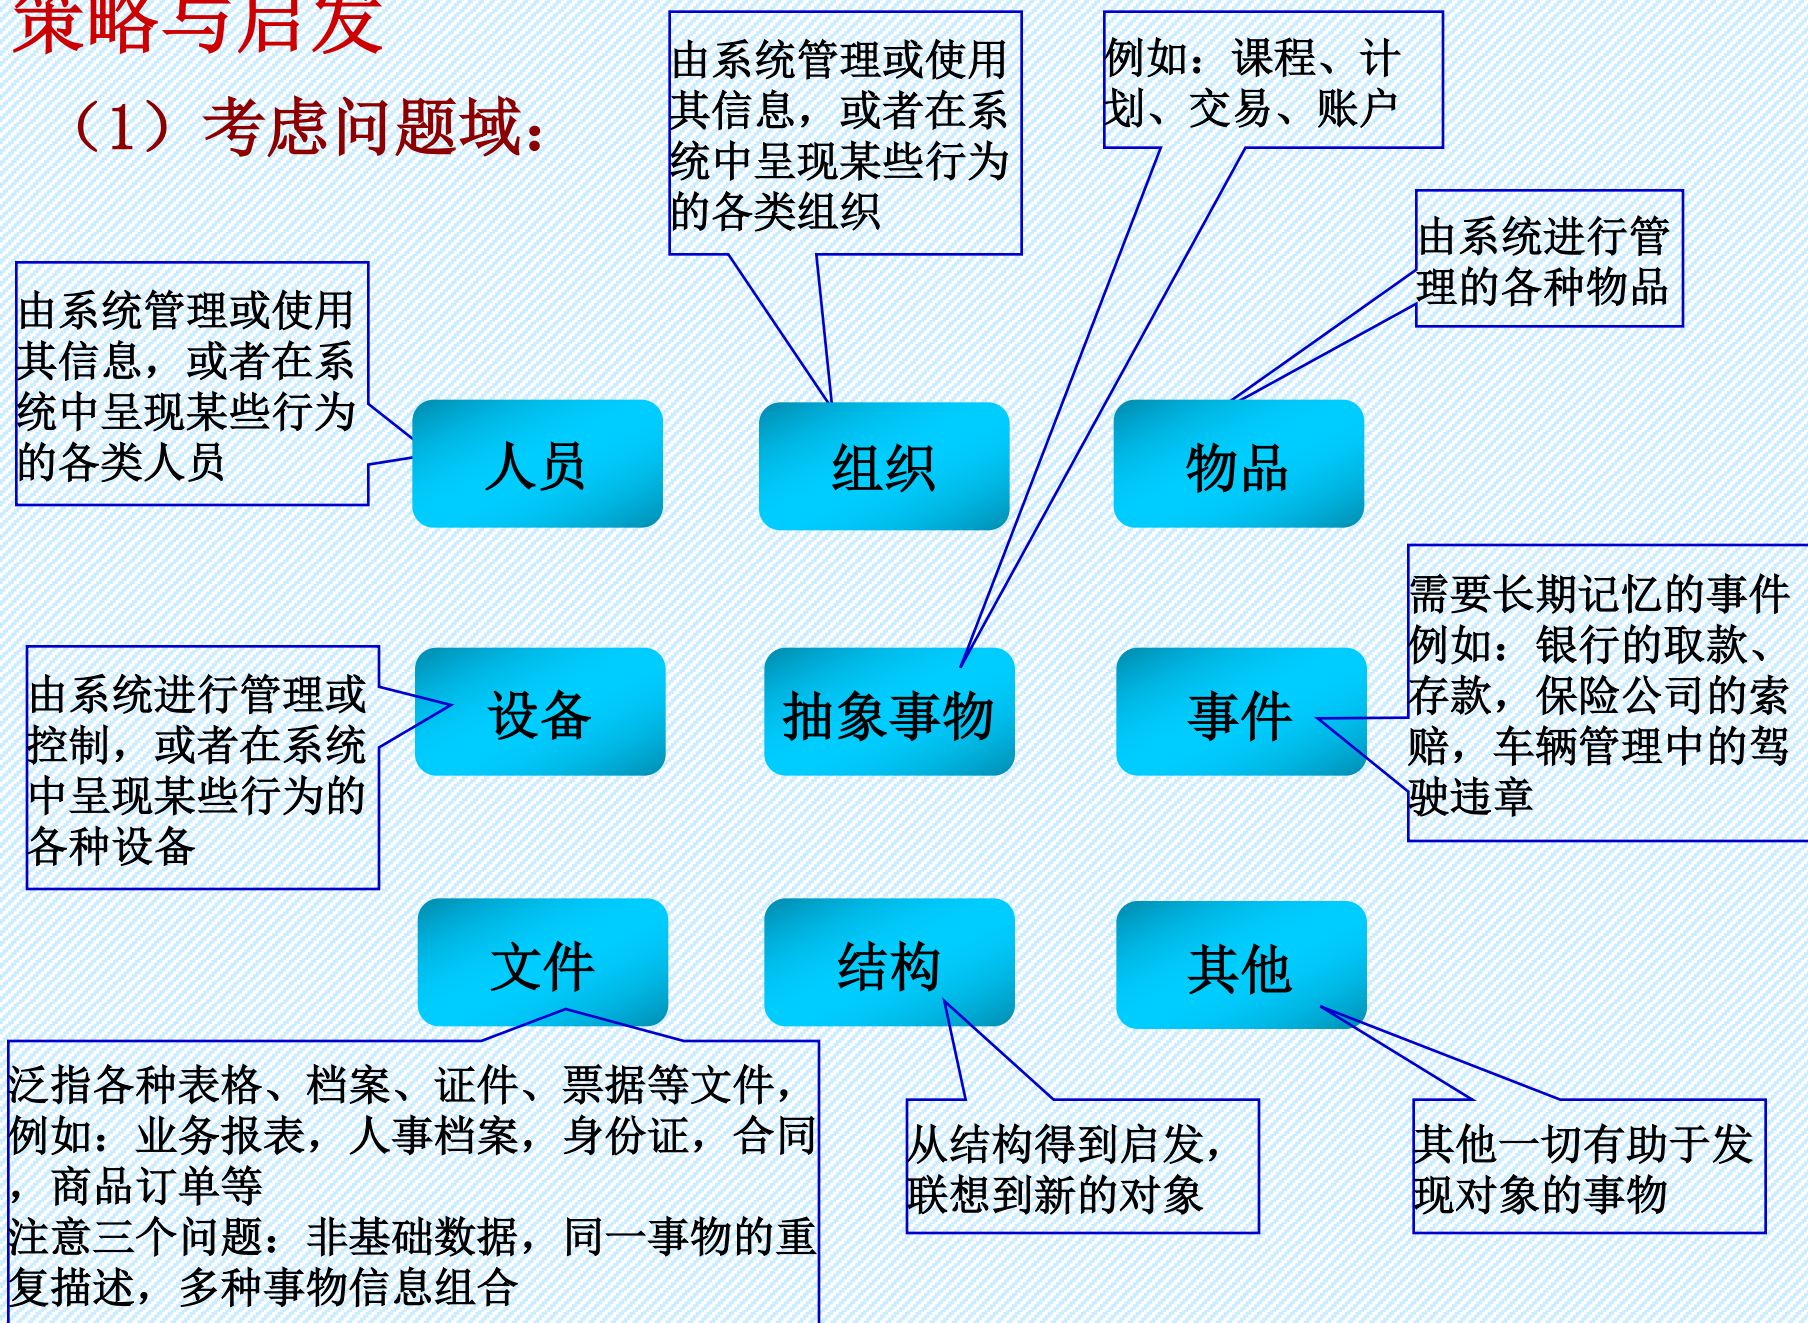 策略与启发
（1）考虑问题域：
由系统管理或使用
其信息，或者在系
统中呈现某些行为
的各类组织
例如：课程、计
划、交易、账户
由系统进行管
理的各种物品
由系统管理或使用
其信息，或者在系
统中呈现某些行为
的各类人员
人员
组织
物品
需要长期记忆的事件
例如：银行的取款、
存款，保险公司的索
赔，车辆管理中的驾
驶违章
由系统进行管理或
控制，或者在系统
中呈现某些行为的
各种设备
设备
抽象事物
事件
文件
结构
其他
泛指各种表格、档案、证件、票据等文件，
例如：业务报表，人事档案，身份证，合同
，商品订单等
注意三个问题：非基础数据，同一事物的重
复描述，多种事物信息组合
从结构得到启发，
联想到新的对象
其他一切有助于发
现对象的事物